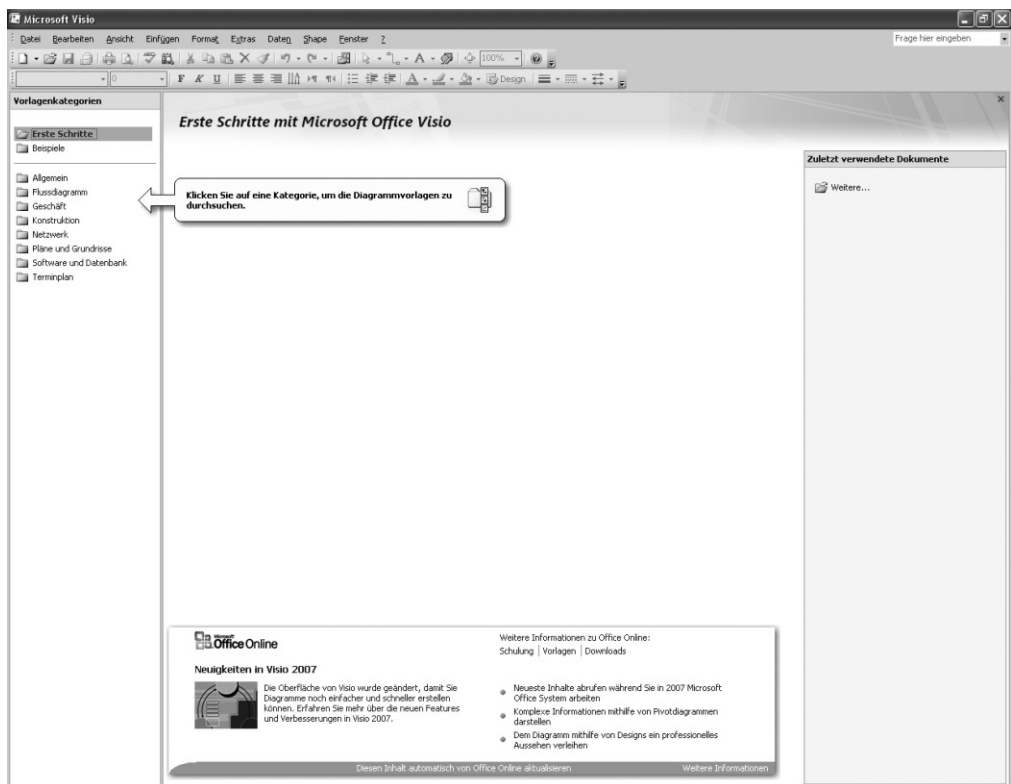 Microsoft Visio
Datei Bearbeiten Ansicht Einfügen Format Extras Daten Shape Fenster ?
Frage hier eingeben
100%
0 F K U Design
Vorlagenkategorien
Erste Schritte
Beispiele
Allgemein
Flussdiagramm
Geschäft
Konstruktion
Netzwerk
Pläne und Grundrisse
Software und Datenbank
Terminplan
Erste Schritte mit Microsoft Office Visio
Klicken Sie auf eine Kategorie, um die Diagrammvorlagen zu
durchsuchen.
Zuletzt verwendete Dokumente
Weitere...
Microsoft
Office Online
Neuigkeiten in Visio 2007
Die Oberfläche von Visio wurde geändert, damit Sie
Diagramme noch einfacher und schneller erstellen
können. Erfahren Sie mehr über die neuen Features
und Verbesserungen in Visio 2007.
Weitere Informationen zu Office Online:
Schulung | Vorlagen | Downloads
Neueste Inhalte abrufen während Sie in 2007 Microsoft
Office System arbeiten
Komplexe Informationen mithilfe von Pivotdiagrammen
darstellen
Dem Diagramm mithilfe von Designs ein professionelles
Aussehen verleihen
Diesen Inhalt automatisch von Office Online aktualisieren
Weitere Informationen